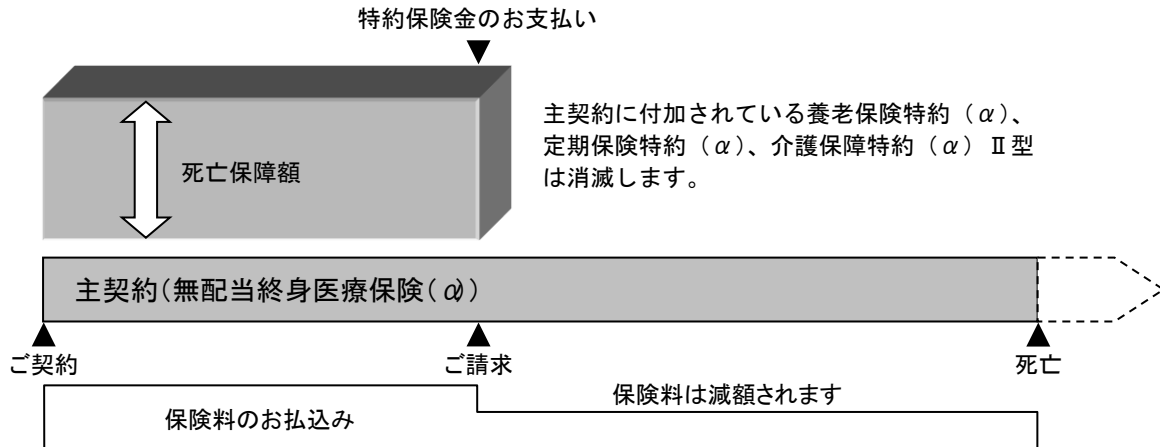 特約保険金のお支払い
死亡保障額
主契約に付加されている養老保険特約（α）、
定期保険特約（α）、介護保障特約（α）Ⅱ型
は消滅します。
主契約(無配当終身医療保険(α))
ご契約
ご請求
死亡
保険料のお払込み
保険料は減額されます